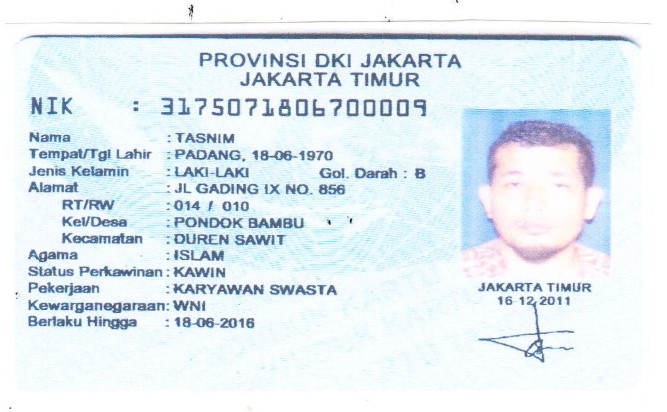 PROVINSI DKI JAKARTA
JAKARTA TIMUR
NIK : 3175071806700009
Nama : TASNIM
Tempat/Tgl Lahir : PADANG, 18-06-1970
Jenis Kelamin : LAKI-LAKI Gol. Darah : B
Alamat : JL GADING IX NO. 856
RT/RW : 014 / 010
Kel/Desa : PONDOK BAMBU
Kecamatan : DUREN SAWIT
Agama : ISLAM
Status Perkawinan : KAWIN
Pekerjaan : KARYAWAN SWASTA
Kewarganegaraan : WNI
Berlaku Hingga : 18-06-2016
JAKARTA TIMUR
16-12-2011